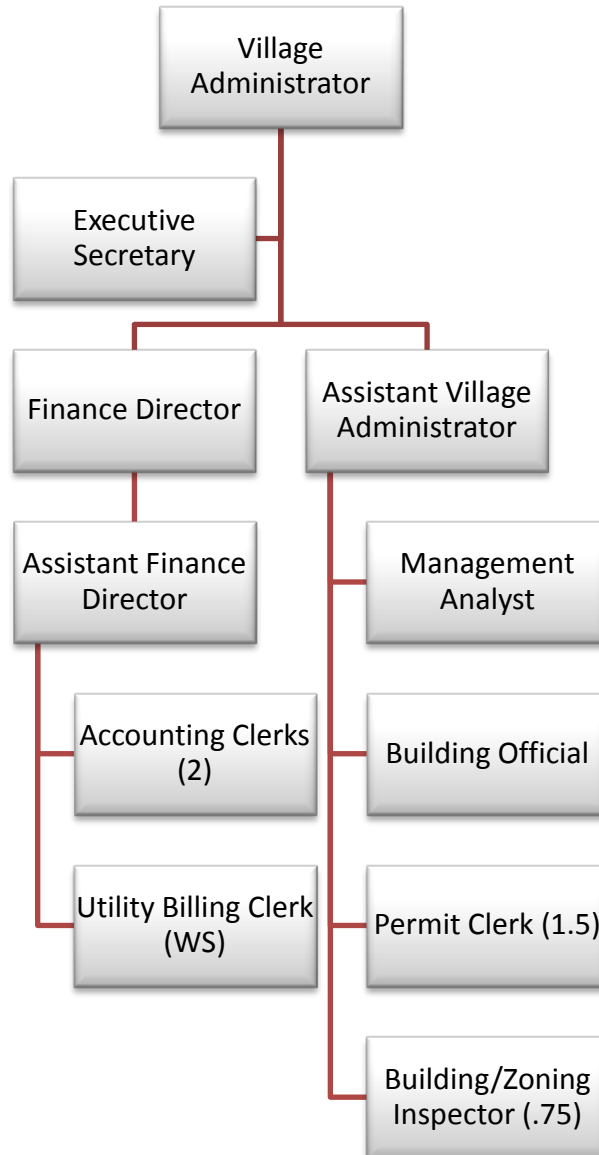 Village
Administrator
Executive
Secretary
Finance Director
Assistant Village
Administrator
Assistant Finance
Director
Management
Analyst
Accounting Clerks
(2)
Building Official
Utility Billing Clerk
(WS)
Permit Clerk (1.5)
Building/Zoning
Inspector (.75)